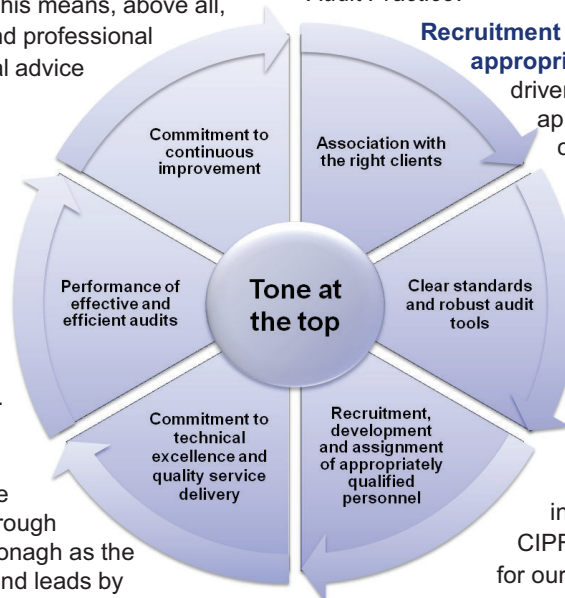 his means, above all,
nd professional
al advice
Recruitment
appropri
driven
ap
Commitment to
continuous
improvement
Association with
the right clients
Performance of
effective and
efficient audits
Tone at
the top
Clear standards
and robust audit
tools
Commitment to
technical
excellence and
quality service
delivery
Recruitment,
development
and assignment
of appropriately
qualified
personnel
rough
onagh as the
nd leads by
in
CIPF
for our